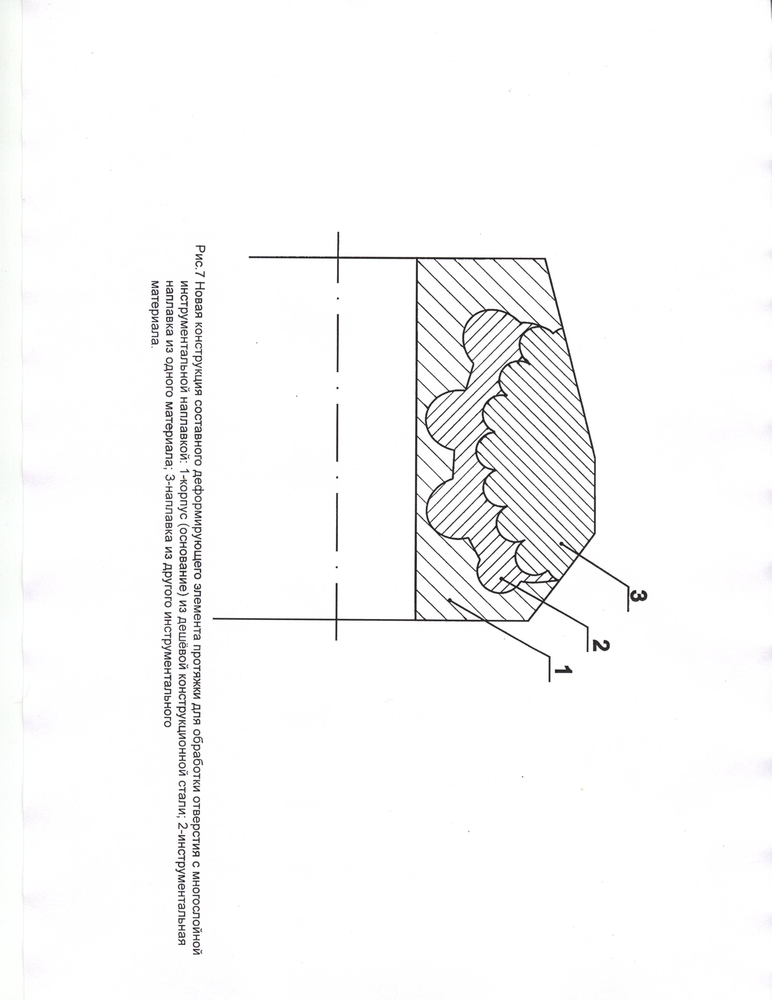 3
2
1
Рис.7 Новая конструкция составного деформирующего элемента протяжки для обработки отверстия с многослойной
инструментальной наплавкой: 1-корпус (основание) из дешёвой конструкционной стали; 2-инструментальная
наплавка из одного материала; 3-наплавка из другого инструментального
материала.